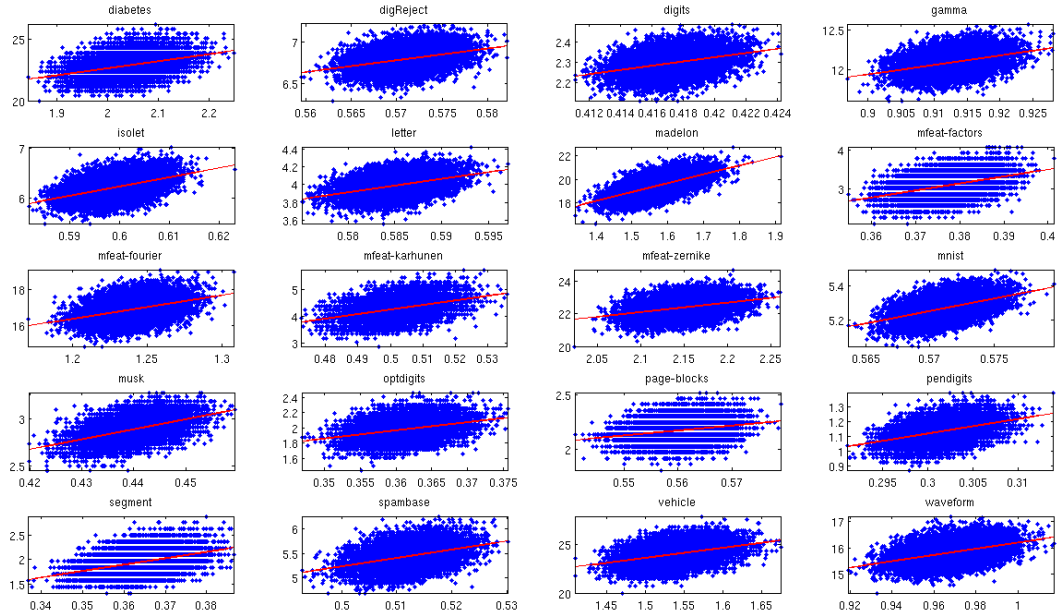 diabetes
25
20
1.9 2 2.1 2.2
digReject
7
6.5
0.56 0.565 0.57 0.575 0.58
digits
2.4
2.3
2.2
0.412 0.414 0.416 0.418 0.42 0.422 0.424
gamma
12.5
12
0.9 0.905 0.91 0.915 0.92 0.925
isolet
7
6
0.59 0.6 0.61 0.62
letter
4.4
4.2
4
3.8
3.6
0.58 0.585 0.59 0.595
madelon
22
20
18
1.4 1.5 1.6 1.7 1.8 1.9
mfeat-factors
4
3
0.36 0.37 0.38 0.39 0.4
mfeat-fourier
18
16
1.2 1.25 1.3
mfeat-karhunen
5
4
3
0.48 0.49 0.5 0.51 0.52 0.53
mfeat-zernike
24
22
20
2.05 2.1 2.15 2.2 2.25
mnist
5.4
5.2
0.565 0.57 0.575
musk
3
2.5
0.42 0.43 0.44 0.45
optdigits
2.4
2.2
2
1.8
1.6
0.35 0.355 0.36 0.365 0.37 0.375
page-blocks
2.5
2
0.55 0.56 0.57
pendigits
1.3
1.2
1.1
1
0.9
0.295 0.3 0.305 0.31
segment
2.5
2
1.5
0.34 0.35 0.36 0.37 0.38
spambase
6
5.5
5
0.5 0.51 0.52 0.53
vehicle
25
20
1.45 1.5 1.55 1.6 1.65
waveform
17
16
15
0.92 0.94 0.96 0.98 1